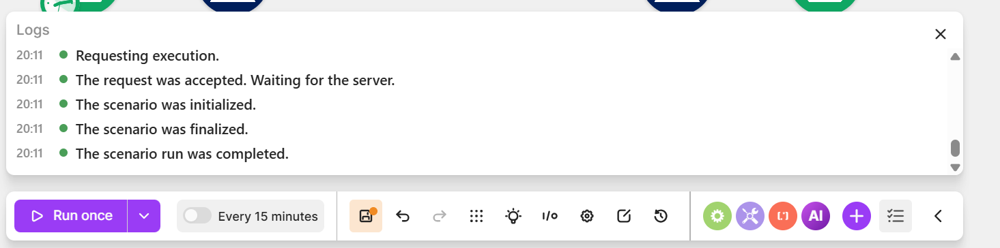 Logs
20:11 Requesting execution.
20:11 The request was accepted. Waiting for the server.
20:11 The scenario was initialized.
20:11 The scenario was finalized.
20:11 The scenario run was completed.
Run once Every 15 minutes I/o AI